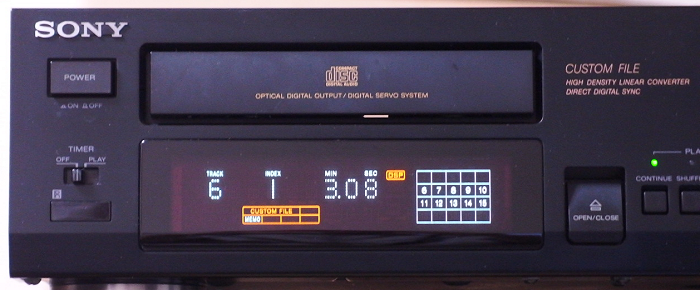 SONY
POWER
ON OFF
TIMER
OFF PLAY
COMPACT
disc
DIGITAL AUDIO
OPTICAL DIGITAL OUTPUT / DIGITAL SERVO SYSTEM
CUSTOM FILE
HIGH DENSITY LINEAR CONVERTER
DIRECT DIGITAL SYNC
TRACK INDEX MIN SEC DSP
6 1 3.08
CUSTOM FILE
MEMO
6 7 8 9 10
11 12 13 14 15
OPEN/CLOSE
PLA
CONTINUE SHUFF